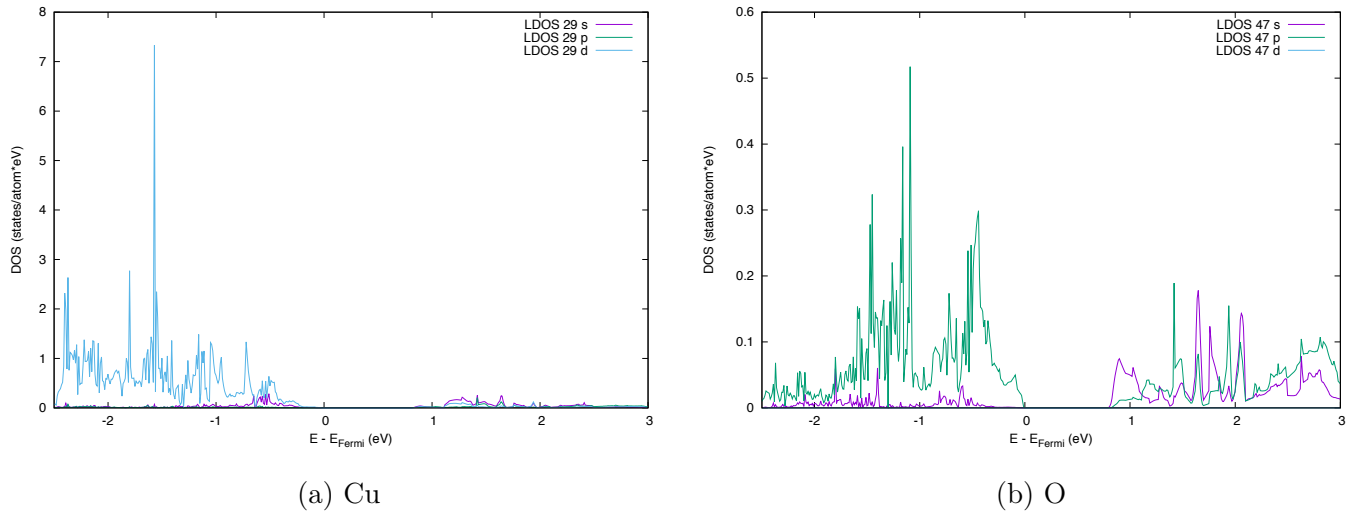 LDOS 29 s
LDOS 29 p
LDOS 29 d
DOS (states/atom*eV)
8
7
6
5
4
3
2
1
0
-2
-1
0
1
2
3
E - E_Fermi (eV)
(a) Cu
LDOS 47 s
LDOS 47 p
LDOS 47 d
DOS (states/atom*eV)
0.6
0.5
0.4
0.3
0.2
0.1
0
-2
-1
0
1
2
3
E - E_Fermi (eV)
(b) O